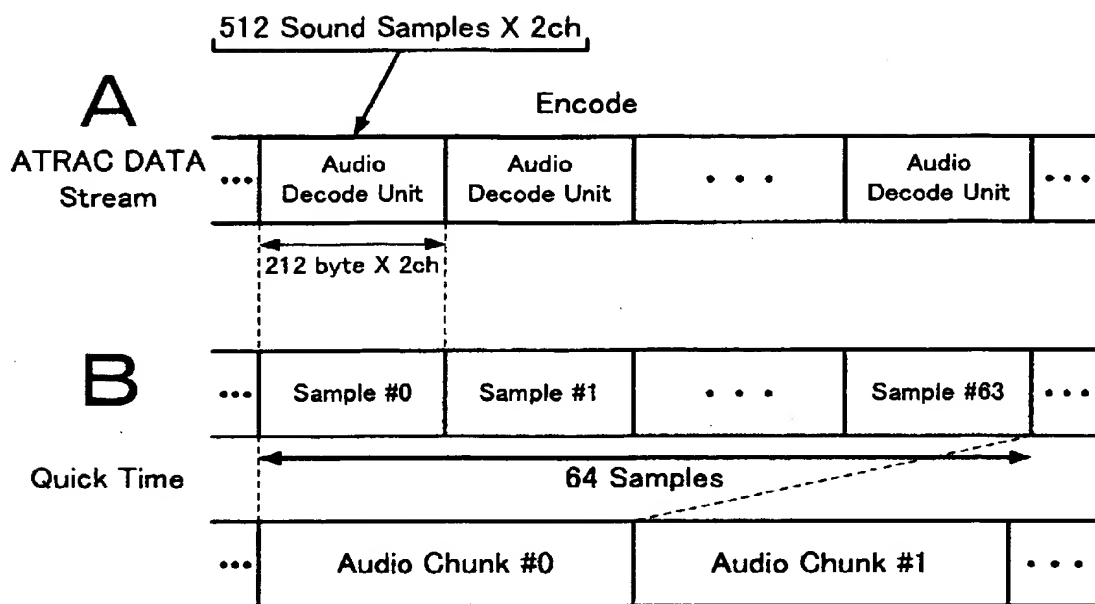 512 Sound Samples X 2ch
A
Encode
ATRAC DATA
Stream
••• Audio Decode Unit Audio Decode Unit • • • Audio Decode Unit •••
212 byte X 2ch
B
••• Sample #0 Sample #1 • • • Sample #63 •••
Quick Time
64 Samples
••• Audio Chunk #0 Audio Chunk #1 • • •